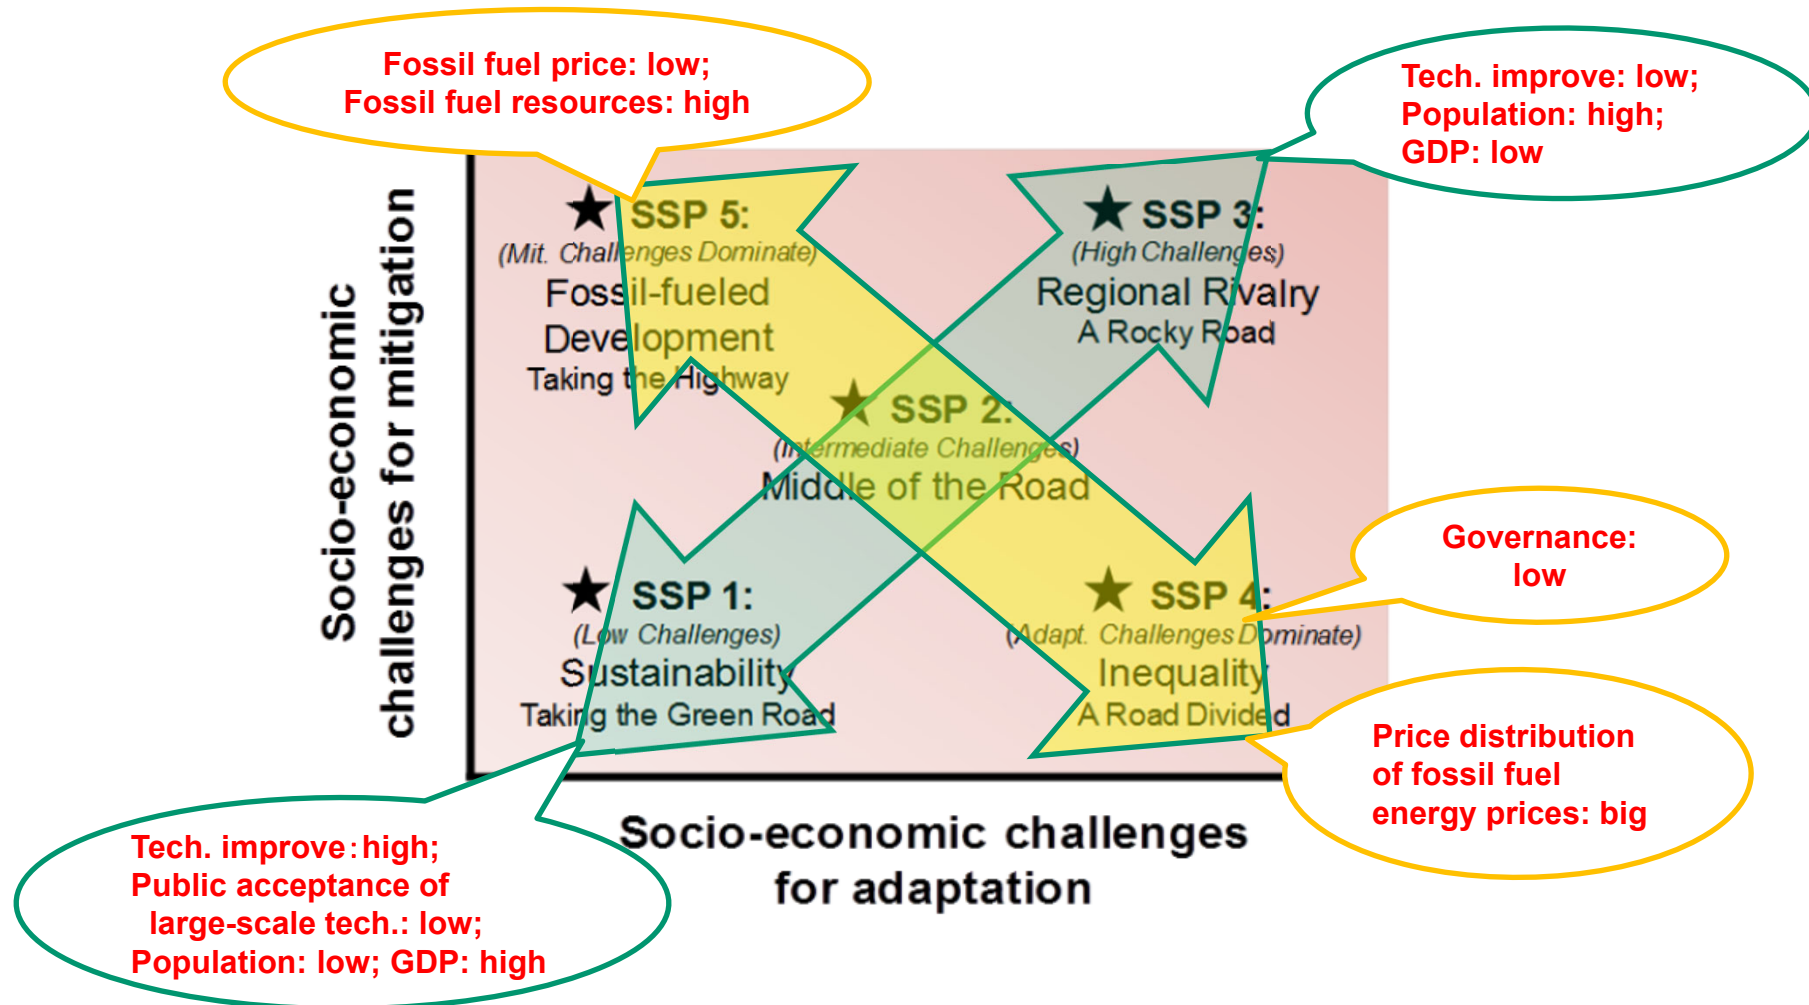 Fossil fuel price: low;
Fossil fuel resources: high
Tech. improve: low;
Population: high;
GDP: low
Socio-economic
challenges for mitigation
★ SSP 5:
(Mit. Challenges Dominate)
Fossil-fueled
Development
Taking the Highway
★ SSP 3:
(High Challenges)
Regional Rivalry
A Rocky Road
★ SSP 2:
(Intermediate Challenges)
Middle of the Road
★ SSP 1:
(Low Challenges)
Sustainability
Taking the Green Road
★ SSP 4:
(Adapt. Challenges Dominate)
Inequality
A Road Divided
Governance:
low
Price distribution
of fossil fuel
energy prices: big
Tech. improve:high;
Public acceptance of
large-scale tech.: low;
Population: low; GDP: high
Socio-economic challenges
for adaptation